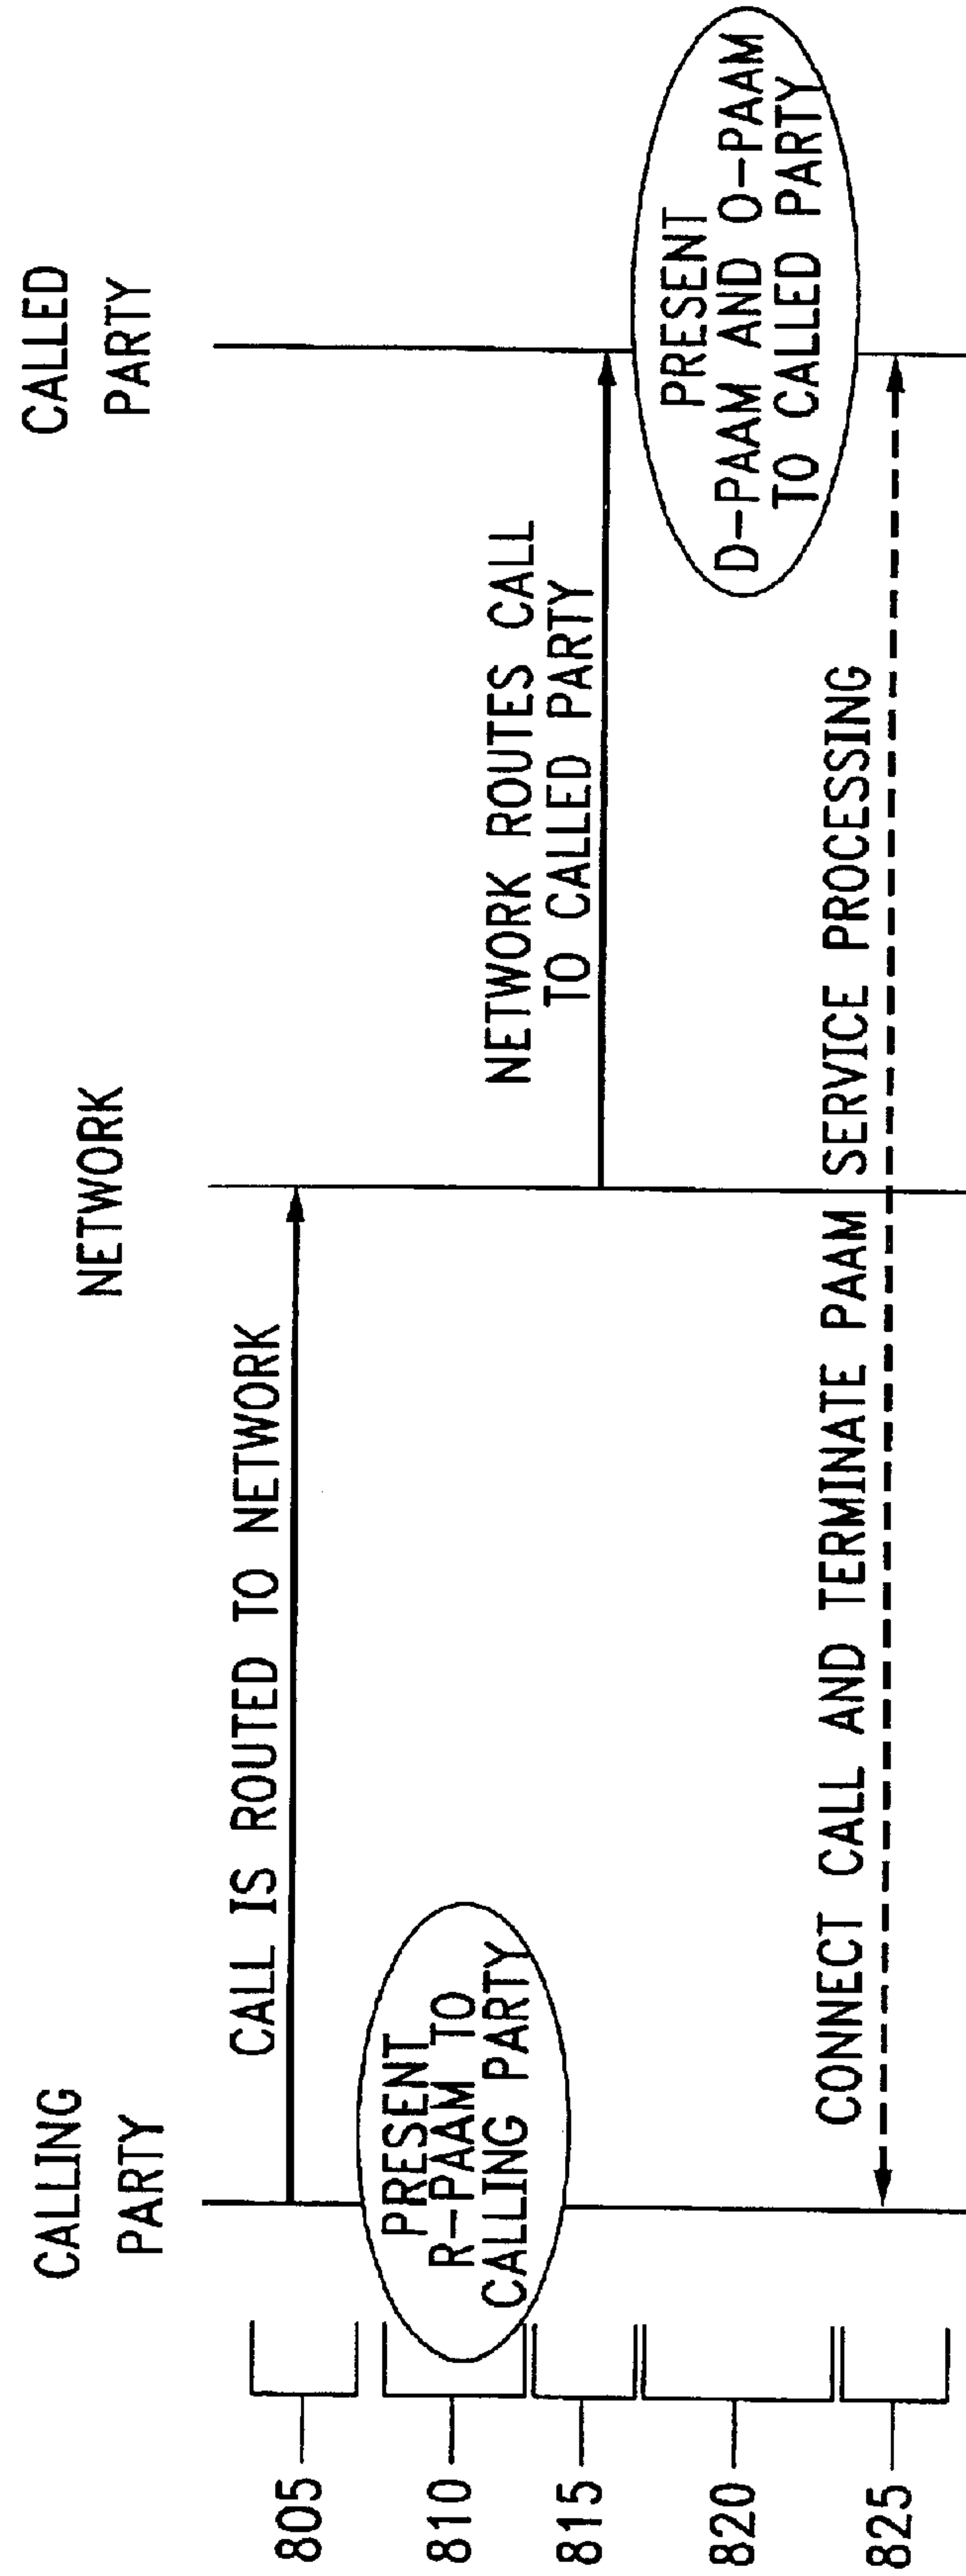 CALLING
PARTY
NETWORK
CALLED
PARTY
805
CALL IS ROUTED TO NETWORK
810
PRESENT
R-PAAM TO
CALLING PARTY
815
NETWORK ROUTES CALL
TO CALLED PARTY
820
PRESENT
D-PAAM AND O-PAAM
TO CALLED PARTY
825
CONNECT CALL AND TERMINATE PAAM SERVICE PROCESSING